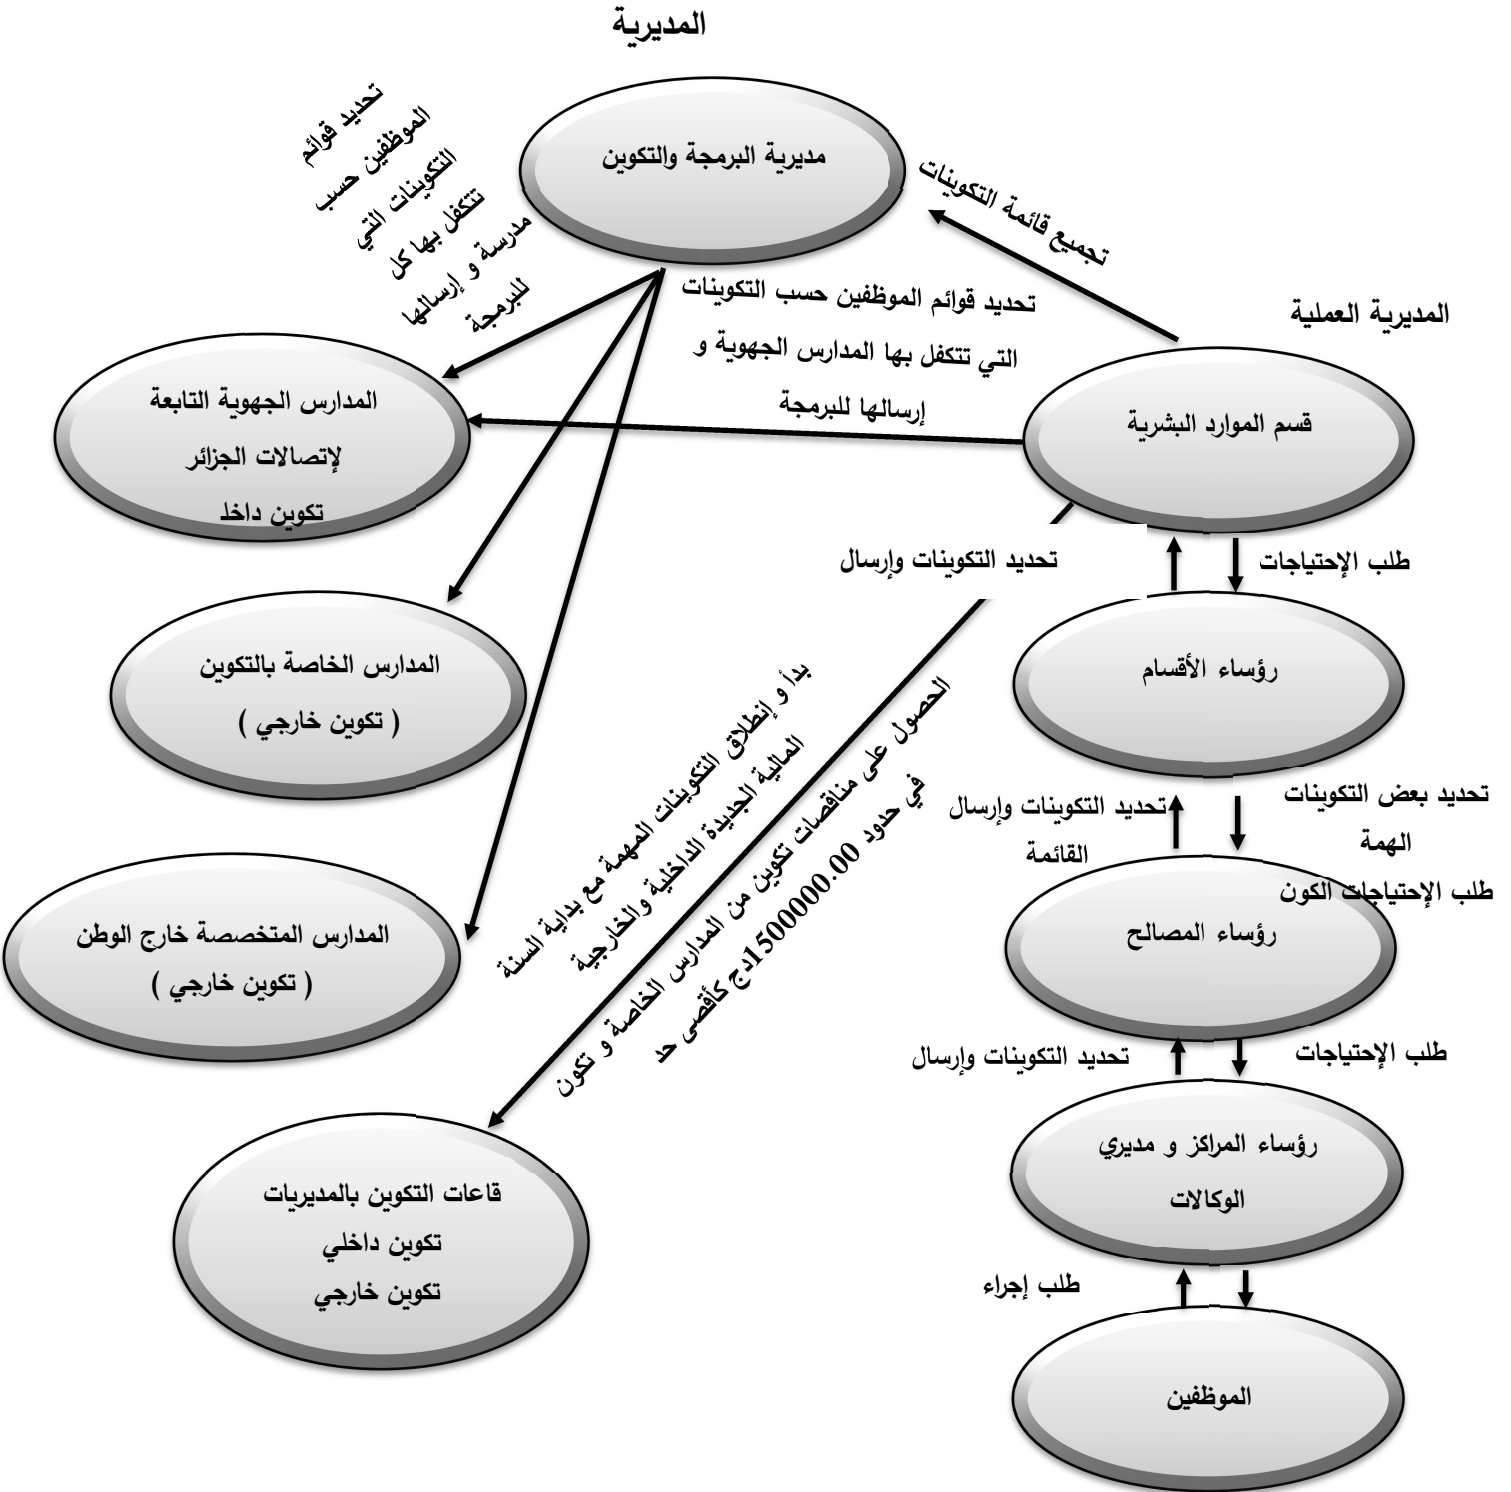 المديرية
مديرية البرمجة والتكوين
تحديد قوائم
الموظفين حسب
التكوينات التي
تتكفل بها كل
مدرسة و إرسالها
للبرمجة
تجميع قائمة التكوينات
تحديد قوائم الموظفين حسب التكوينات
التي تتكفل بها المدارس الجهوية و
إرسالها للبرمجة
المديرية العملية
قسم الموارد البشرية
المدارس الجهوية التابعة
لإتصالات الجزائر
تكوين داخل
طلب الإحتياجات
تحديد التكوينات وإرسال
رؤساء الأقسام
المدارس الخاصة بالتكوين
( تكوين خارجي )
بدأ و إنطلاق التكوينات المهمة مع بداية السنة
المالية الجديدة الداخلية والخارجية
الحصول على مناقصات تكوين من المدارس الخاصة و تكون
في حدود 1500000.00دج كأقصى حد
تحديد بعض التكوينات
الهمة
طلب الإحتياجات الكون
تحديد التكوينات وإرسال
القائمة
رؤساء المصالح
المدارس المتخصصة خارج الوطن
( تكوين خارجي )
طلب الإحتياجات
تحديد التكوينات وإرسال
رؤساء المراكز و مديري
الوكالات
قاعات التكوين بالمديريات
تكوين داخلي
تكوين خارجي
طلب إجراء
الموظفين